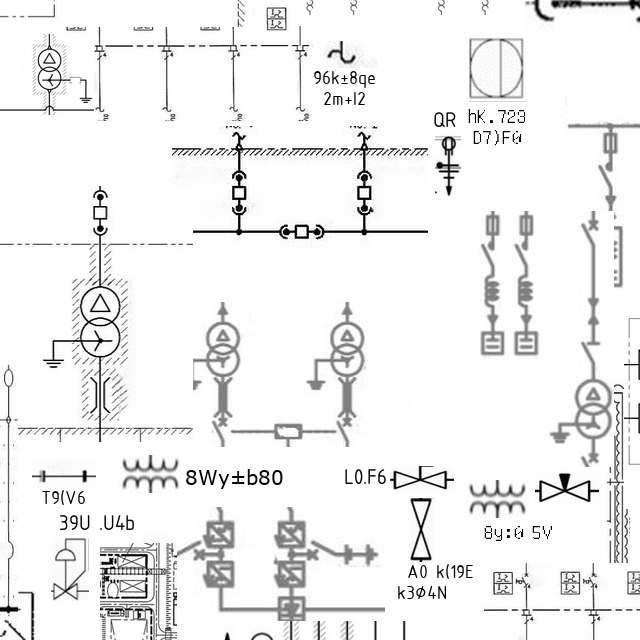 96k±8qe
2m+I2
QR
hK.723
D7)F0
8Wy±b80
L0.F6
T9(V6
39U .U4b
8y:0 5V
A0 k(19E
k3Ø4N